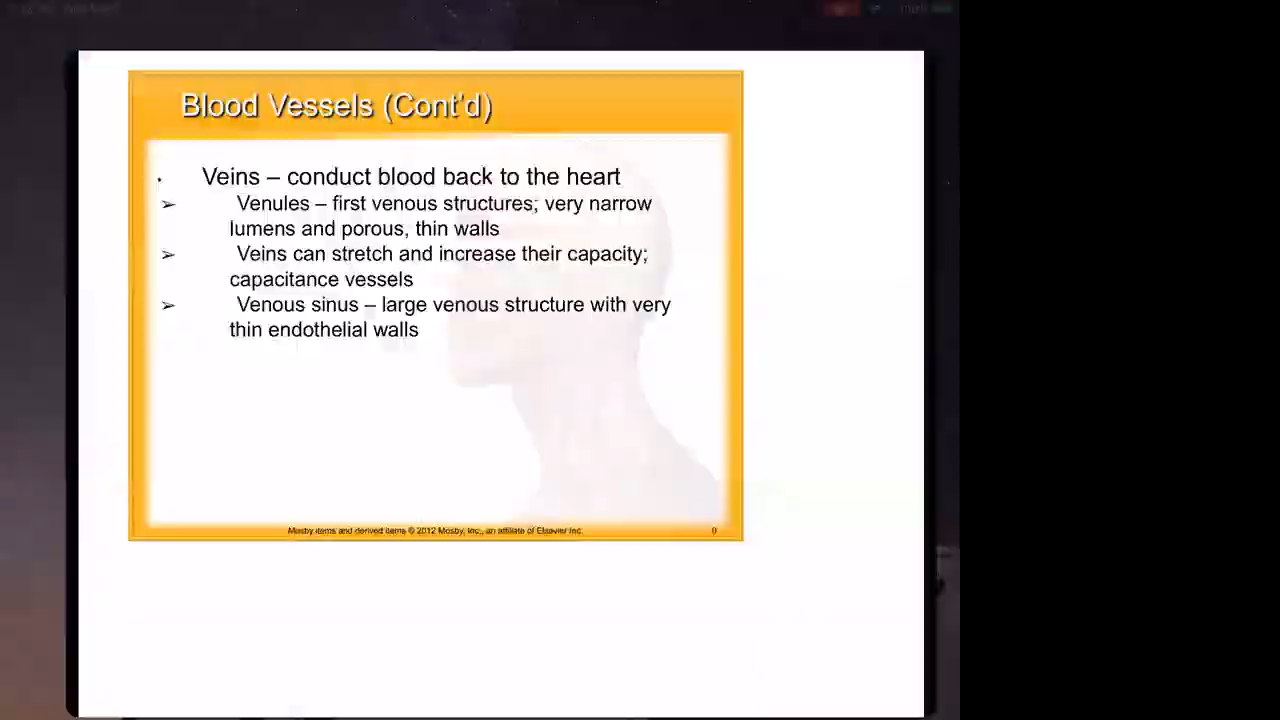 Blood Vessels (Cont'd)
• Veins – conduct blood back to the heart
➢ Venules – first venous structures; very narrow
lumens and porous, thin walls
➢ Veins can stretch and increase their capacity;
capacitance vessels
➢ Venous sinus – large venous structure with very
thin endothelial walls
Mosby items and derived items © 2012 Mosby, Inc., an affiliate of Elsevier Inc.
9